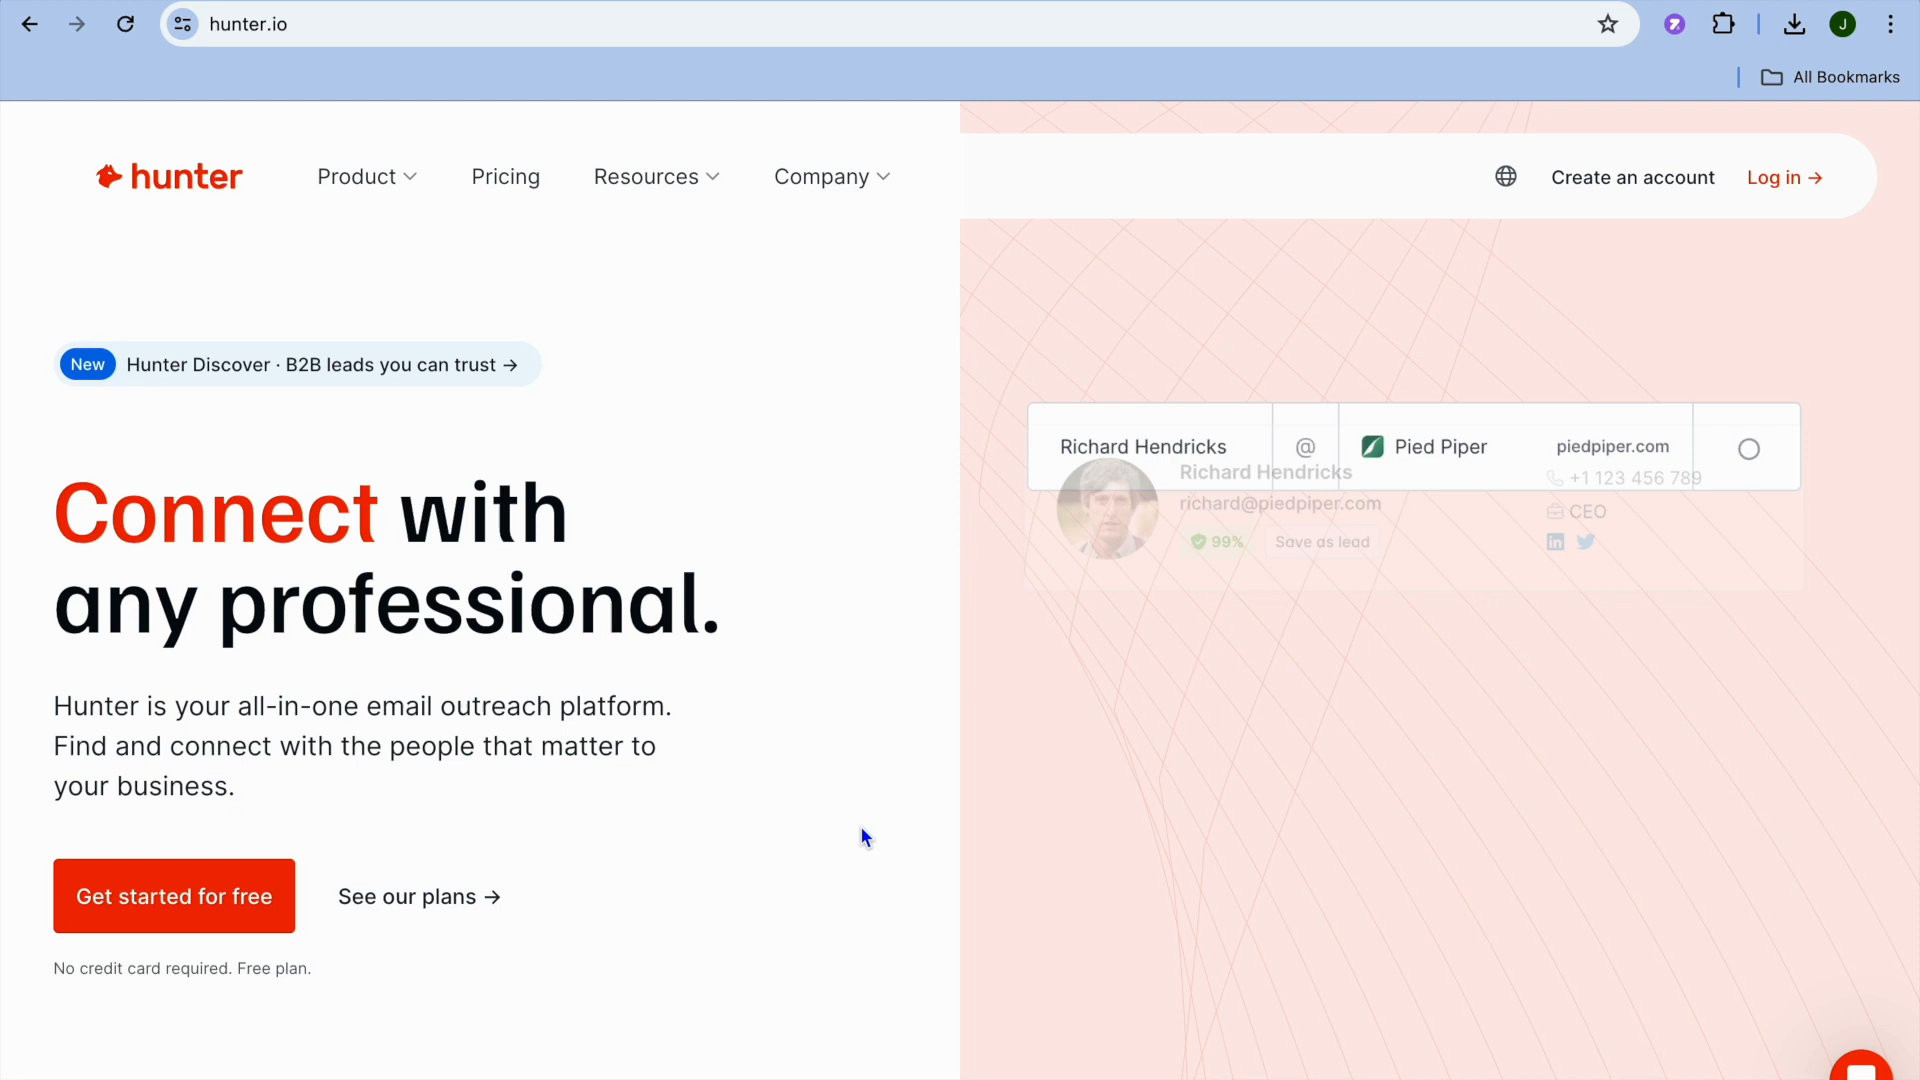 hunter.io
J
All Bookmarks
hunter
Product
Pricing
Resources
Company
Create an account
Log in →
New
Hunter Discover · B2B leads you can trust →
Connect with
any professional.
Hunter is your all-in-one email outreach platform.
Find and connect with the people that matter to
your business.
Get started for free
See our plans →
No credit card required. Free plan.
Richard Hendricks
@
Pied Piper
piedpiper.com
Richard Hendricks
+1 123 456 789
richard@piedpiper.com
CEO
99%
Save as lead